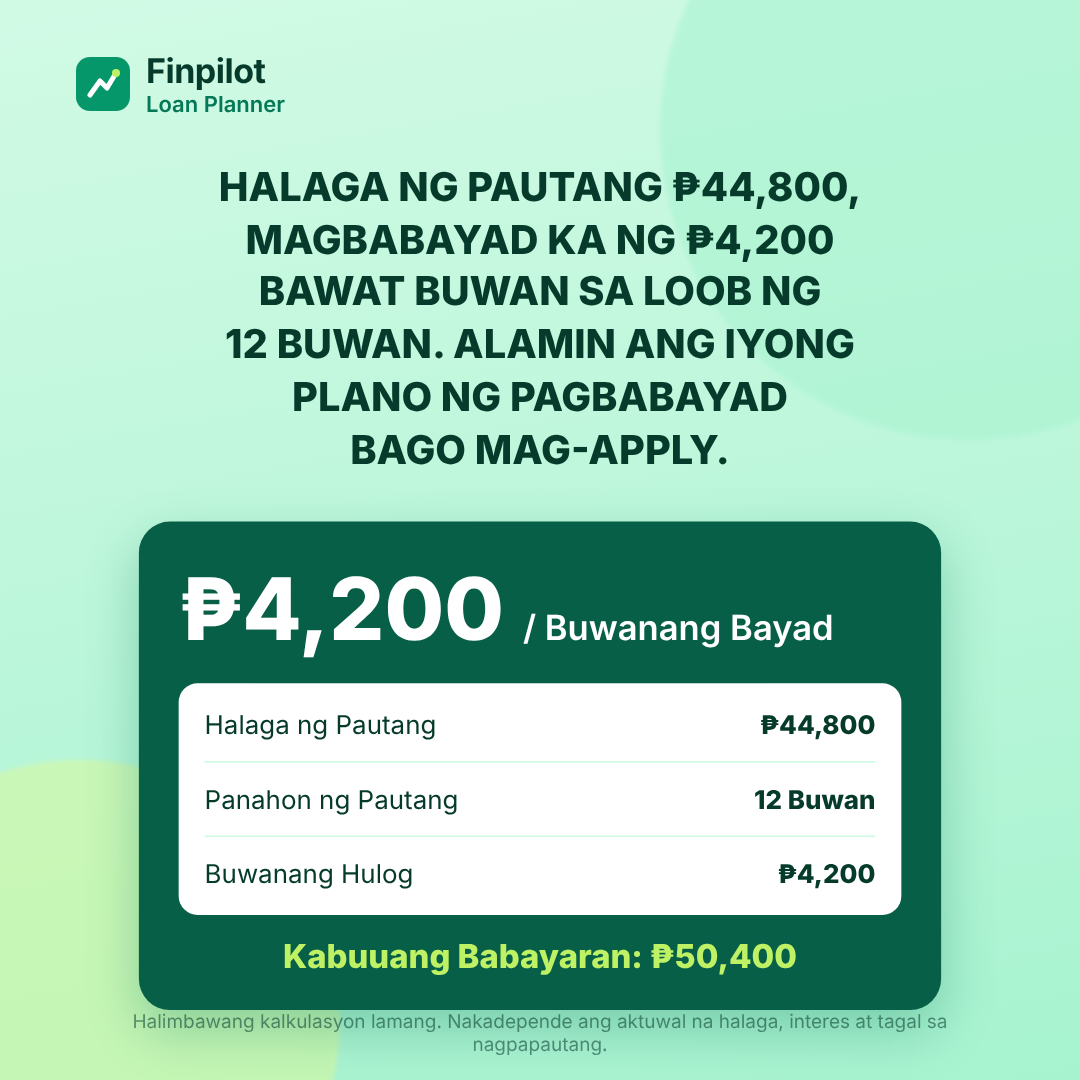 Finpilot
Loan Planner
HALAGA NG PAUTANG ₱44,800,
MAGBABAYAD KA NG ₱4,200
BAWAT BUWAN SA LOOB NG
12 BUWAN. ALAMIN ANG IYONG
PLANO NG PAGBABAYAD
BAGO MAG-APPLY.
₱4,200 / Buwanang Bayad
Halaga ng Pautang ₱44,800
Panahon ng Pautang 12 Buwan
Buwanang Hulog ₱4,200
Kabuuang Babayaran: ₱50,400
Halimbawang kalkulasyon lamang. Nakadepende ang aktuwal na halaga, interes at tagal sa
nagpapautang.